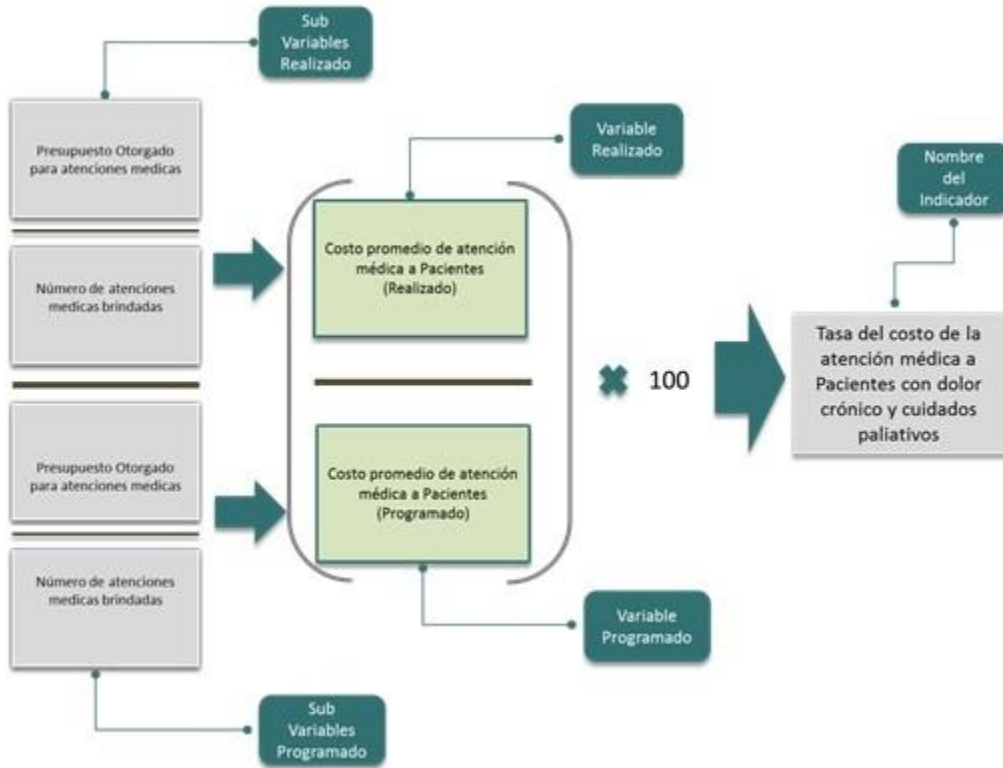 Sub
Variables
Realizado
Presupuesto Otorgado
para atenciones medicas
Número de atenciones
medicas brindadas
Presupuesto Otorgado
para atenciones medicas
Número de atenciones
medicas brindadas
Sub
Variables
Programado
Variable
Realizado
Costo promedio de atención
médica a Pacientes
(Realizado)
Costo promedio de atención
médica a Pacientes
(Programado)
Variable
Programado
100
Nombre
del
Indicador
Tasa del costo de la
atención médica a
Pacientes con dolor
crónico y cuidados
paliativos